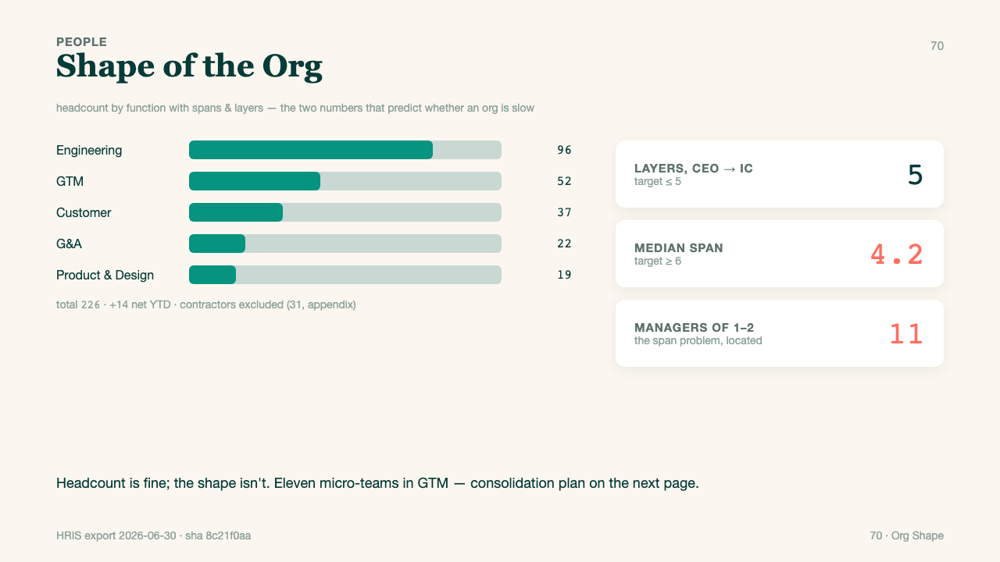 PEOPLE
70
Shape of the Org
headcount by function with spans & layers — the two numbers that predict whether an org is slow
Engineering 96
GTM 52
Customer 37
G&A 22
Product & Design 19
total 226 · +14 net YTD · contractors excluded (31, appendix)
LAYERS, CEO → IC
target ≤ 5
5
MEDIAN SPAN
target ≥ 6
4.2
MANAGERS OF 1–2
the span problem, located
11
Headcount is fine; the shape isn't. Eleven micro-teams in GTM — consolidation plan on the next page.
HRIS export 2026-06-30 · sha 8c21f0aa
70 · Org Shape